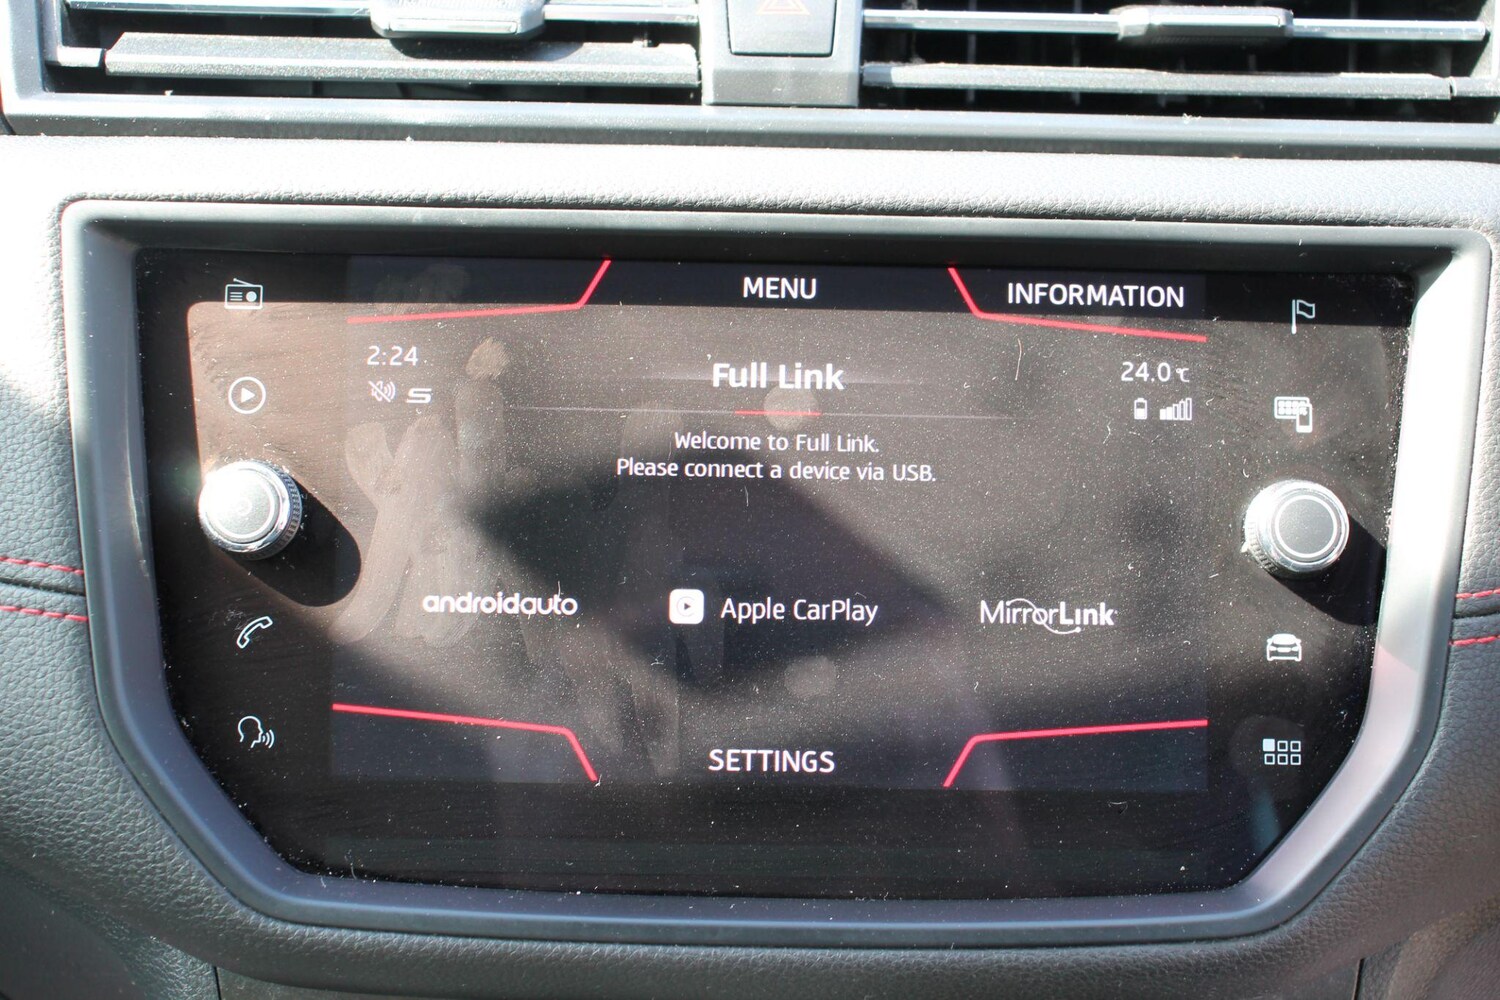 MENU
INFORMATION
2:24
24.0 °C
Full Link
Welcome to Full Link.
Please connect a device via USB.
androidauto
Apple CarPlay
MirrorLink
SETTINGS